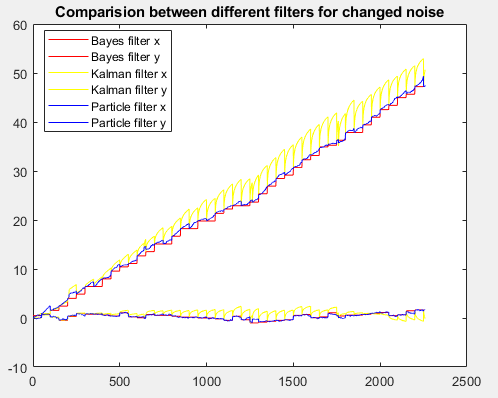 Comparision between different filters for changed noise
60
50
40
30
20
10
0
-10
Bayes filter x
Bayes filter y
Kalman filter x
Kalman filter y
Particle filter x
Particle filter y
0
500
1000
1500
2000
2500